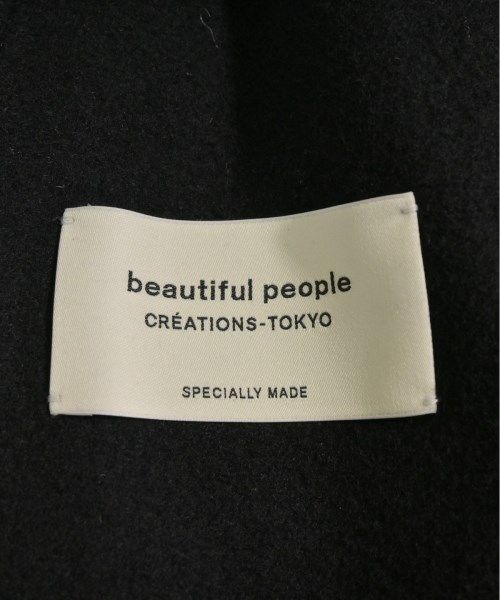 beautiful people
CRÉATIONS-TOKYO
SPECIALLY MADE